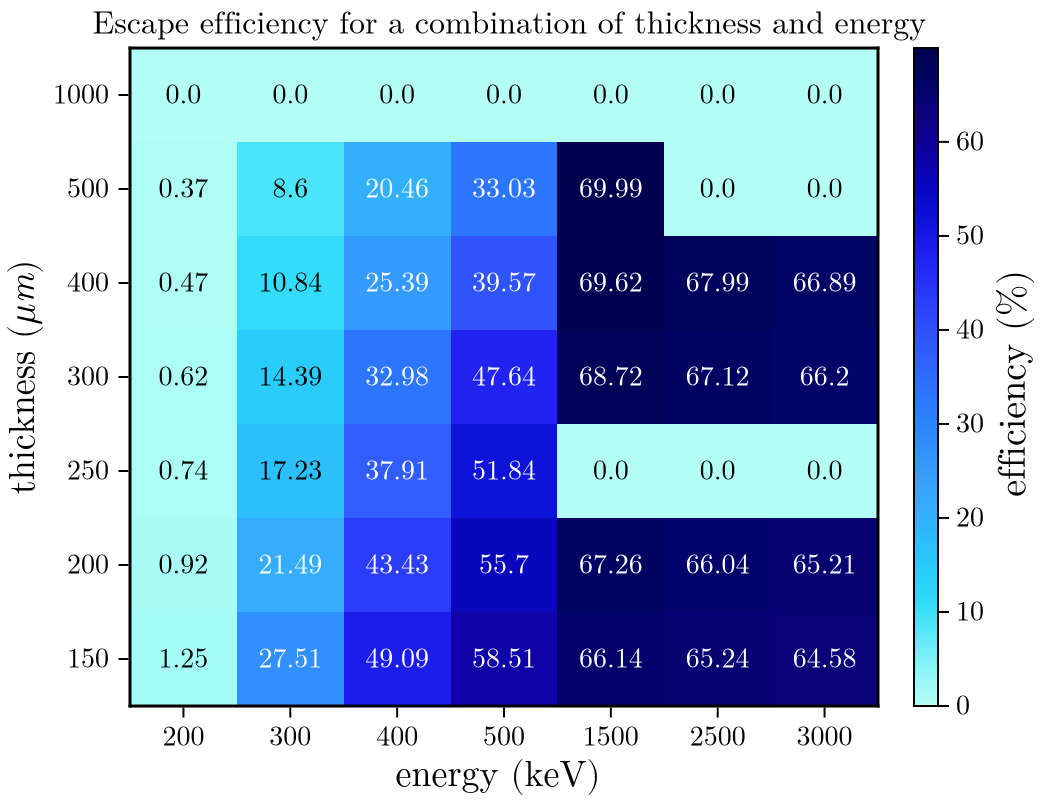 Escape efficiency for a combination of thickness and energy
1000 0.0 0.0 0.0 0.0 0.0 0.0 0.0
500 0.37 8.6 20.46 33.03 69.99 0.0 0.0
400 0.47 10.84 25.39 39.57 69.62 67.99 66.89
300 0.62 14.39 32.98 47.64 68.72 67.12 66.2
250 0.74 17.23 37.91 51.84 0.0 0.0 0.0
200 0.92 21.49 43.43 55.7 67.26 66.04 65.21
150 1.25 27.51 49.09 58.51 66.14 65.24 64.58
200 300 400 500 1500 2500 3000
energy (keV)
thickness (μm)
60
50
40
30
20
10
0
efficiency (%)